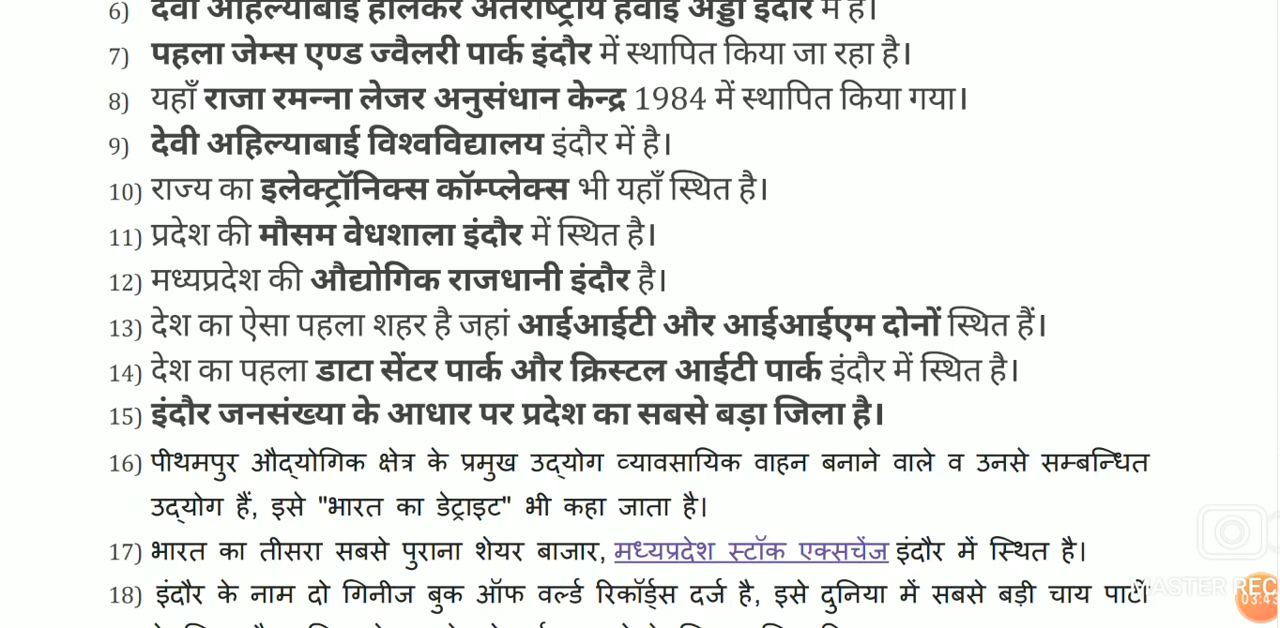 6) देवी अहिल्याबाई होलकर अंतर्राष्ट्रीय हवाई अड्डा इंदौर में है।
7) पहला जेम्स एण्ड ज्वैलरी पार्क इंदौर में स्थापित किया जा रहा है।
8) यहाँ राजा रमन्ना लेजर अनुसंधान केन्द्र 1984 में स्थापित किया गया।
9) देवी अहिल्याबाई विश्वविद्यालय इंदौर में है।
10) राज्य का इलेक्ट्रॉनिक्स कॉम्प्लेक्स भी यहाँ स्थित है।
11) प्रदेश की मौसम वेधशाला इंदौर में स्थित है।
12) मध्यप्रदेश की औद्योगिक राजधानी इंदौर है।
13) देश का ऐसा पहला शहर है जहां आईआईटी और आईआईएम दोनों स्थित हैं।
14) देश का पहला डाटा सेंटर पार्क और क्रिस्टल आईटी पार्क इंदौर में स्थित है।
15) इंदौर जनसंख्या के आधार पर प्रदेश का सबसे बड़ा जिला है।
16) पीथमपुर औद्योगिक क्षेत्र के प्रमुख उद्योग व्यावसायिक वाहन बनाने वाले व उनसे सम्बन्धित
उद्योग हैं, इसे "भारत का डेट्राइट" भी कहा जाता है।
17) भारत का तीसरा सबसे पुराना शेयर बाजार, मध्यप्रदेश स्टॉक एक्सचेंज इंदौर में स्थित है।
18) इंदौर के नाम दो गिनीज बुक ऑफ वर्ल्ड रिकॉर्ड्स दर्ज है, इसे दुनिया में सबसे बड़ी चाय पार्टी
MASTER REC